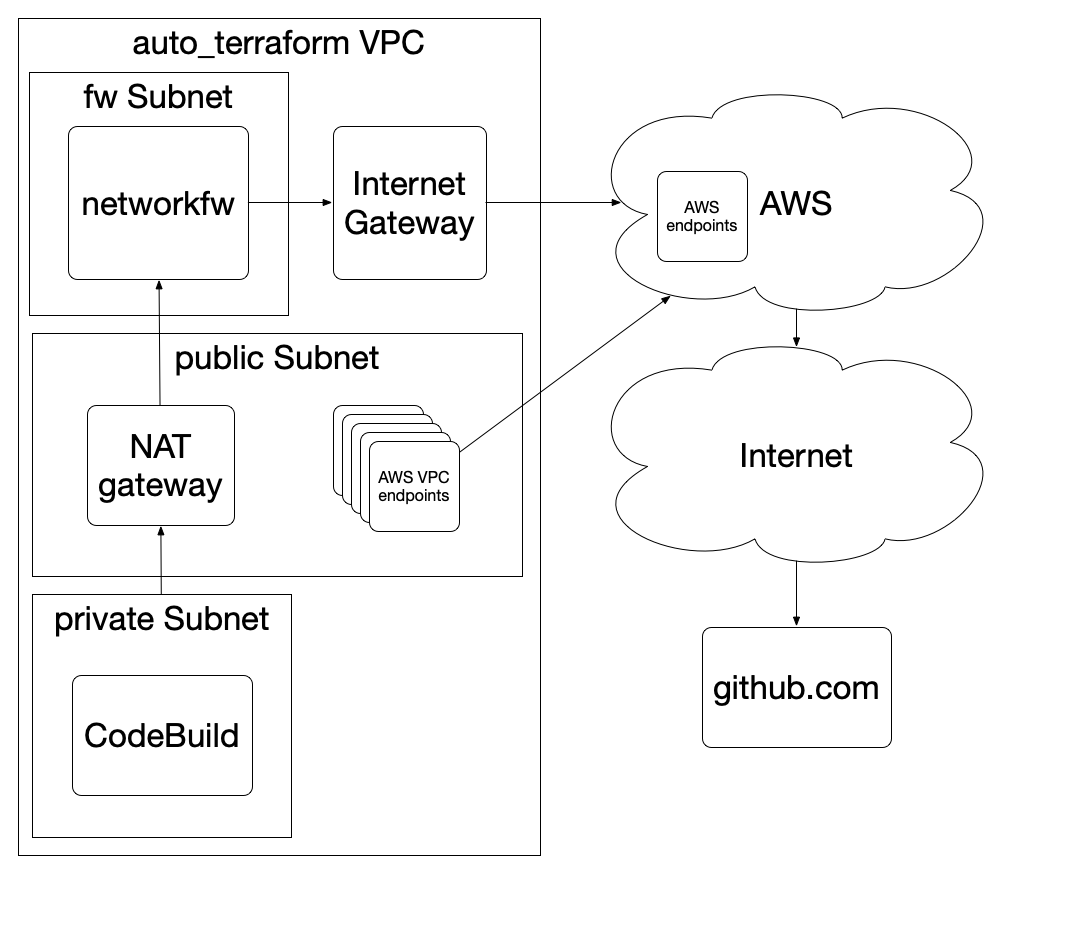 auto_terraform VPC
fw Subnet
networkfw
Internet
Gateway
AWS
endpoints
AWS
public Subnet
NAT
gateway
AWS VPC
endpoints
Internet
private Subnet
CodeBuild
github.com